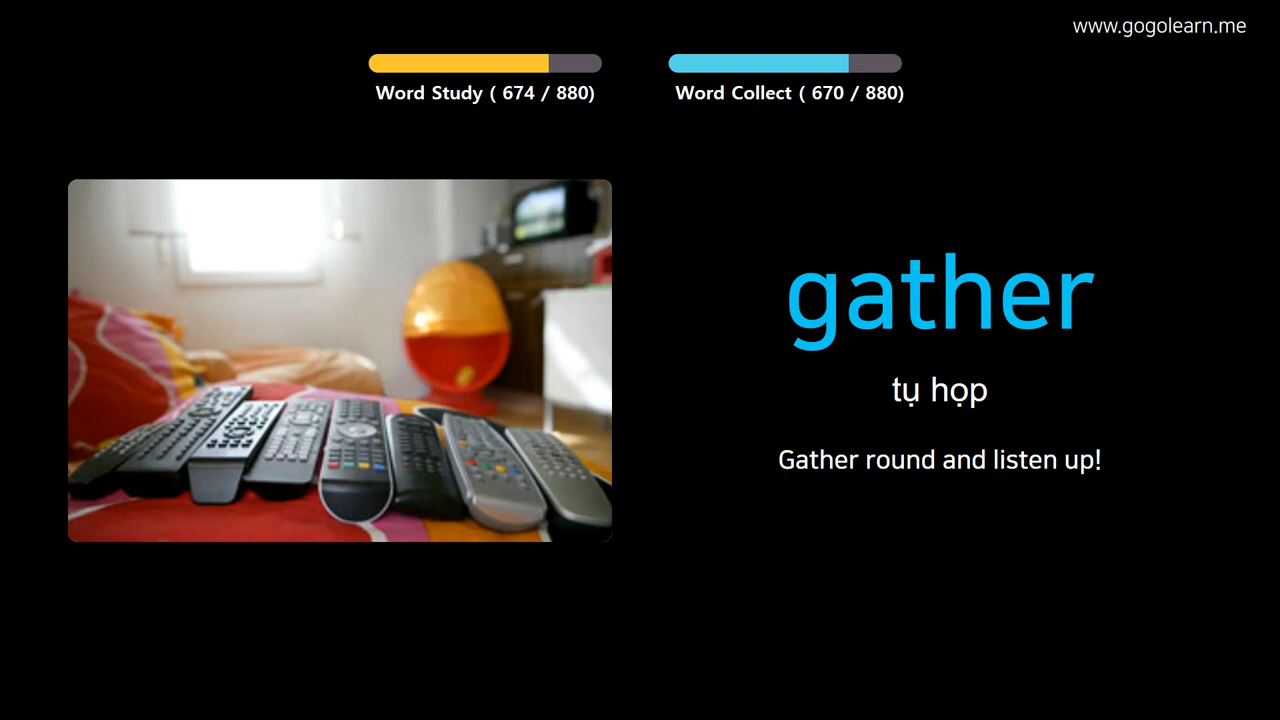 www.gogolearn.me
Word Study ( 674 / 880)
Word Collect ( 670 / 880)
gather
tụ họp
Gather round and listen up!